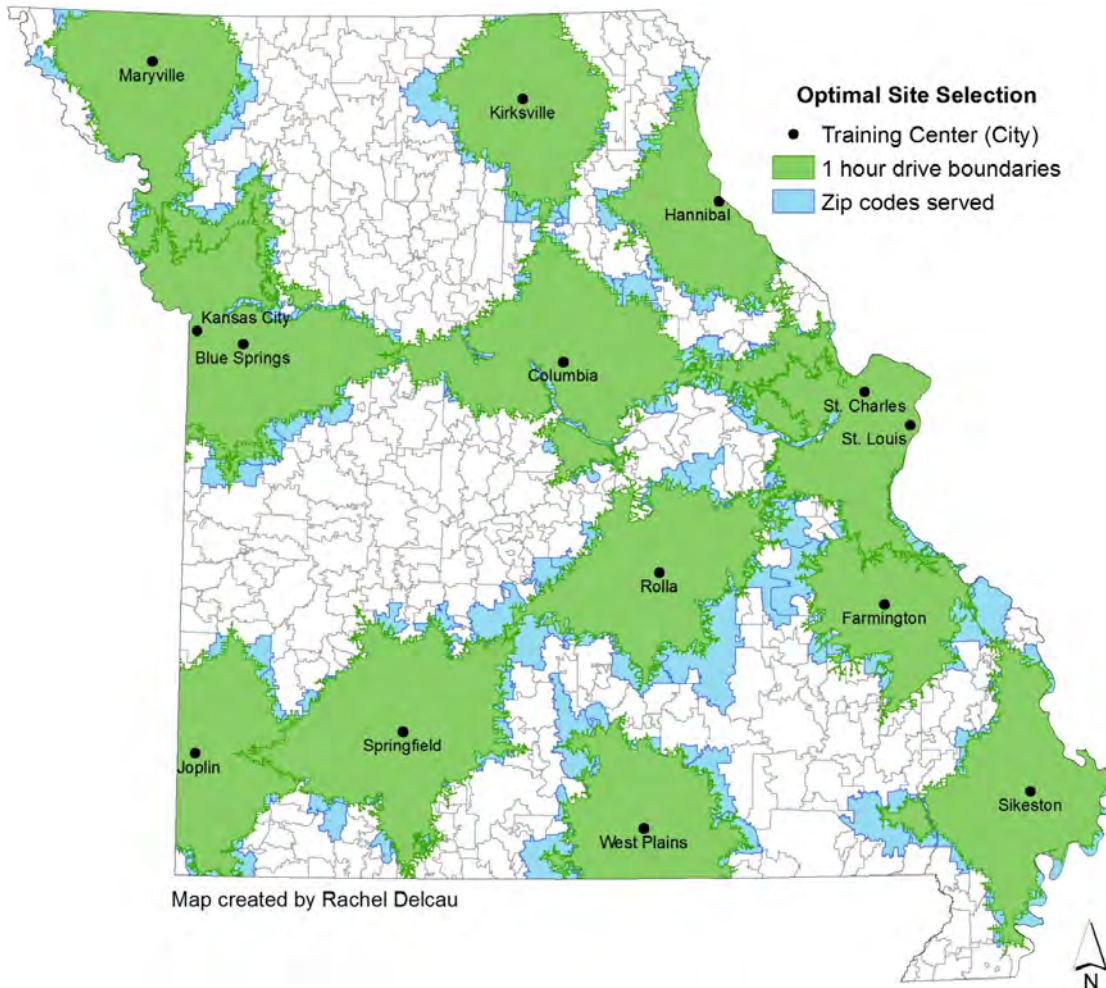 Maryville
Kirksville
Optimal Site Selection
Training Center (City)
1 hour drive boundaries
Zip codes served
Hannibal
Kansas City
Blue Springs
Columbia
St. Charles
St. Louis
Rolla
Farmington
Springfield
Joplin
Sikeston
West Plains
Map created by Rachel Delcau
N